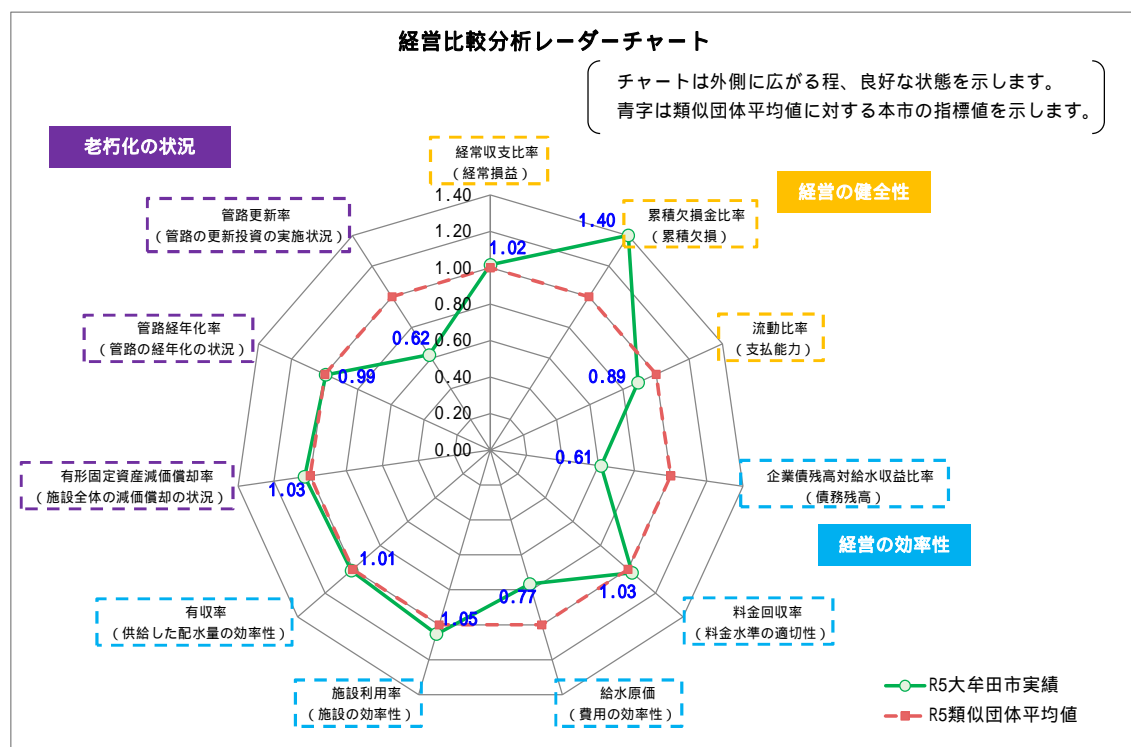 経営比較分析レーダーチャート
チャートは外側に広がる程、良好な状態を示します。
青字は類似団体平均値に対する本市の指標値を示します。
老朽化の状況
経営の健全性
経営の効率性
経常収支比率
(経常損益)
累積欠損金比率
(累積欠損)
流動比率
(支払能力)
企業債残高対給水収益比率
(債務残高)
料金回収率
(料金水準の適切性)
給水原価
(費用の効率性)
施設利用率
(施設の効率性)
有収率
(供給した配水量の効率性)
有形固定資産減価償却率
(施設全体の減価償却の状況)
管路経年化率
(管路の経年化の状況)
管路更新率
(管路の更新投資の実施状況)
1.40
1.20
1.00
0.80
0.60
0.40
0.20
0.00
1.02
1.40
0.89
0.61
1.03
0.77
1.05
1.01
1.03
0.99
0.62
R5大牟田市実績
R5類似団体平均値